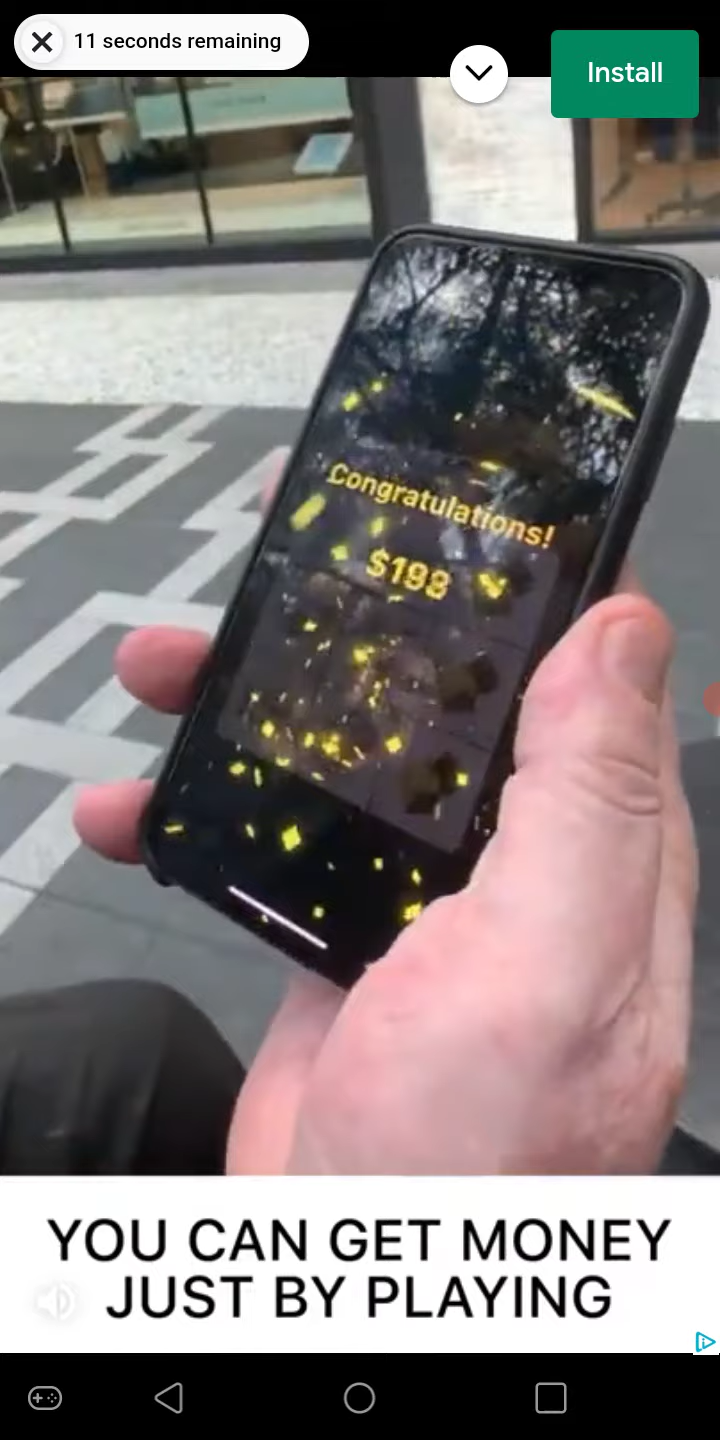 11 seconds remaining
Install
Congratulations!
$198
YOU CAN GET MONEY
JUST BY PLAYING